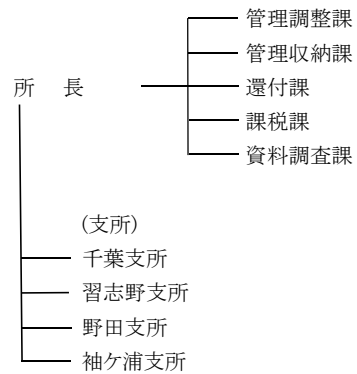 管理調整課
管理収納課
所　長
還付課
課税課
資料調査課
(支所)
千葉支所
習志野支所
野田支所
袖ケ浦支所